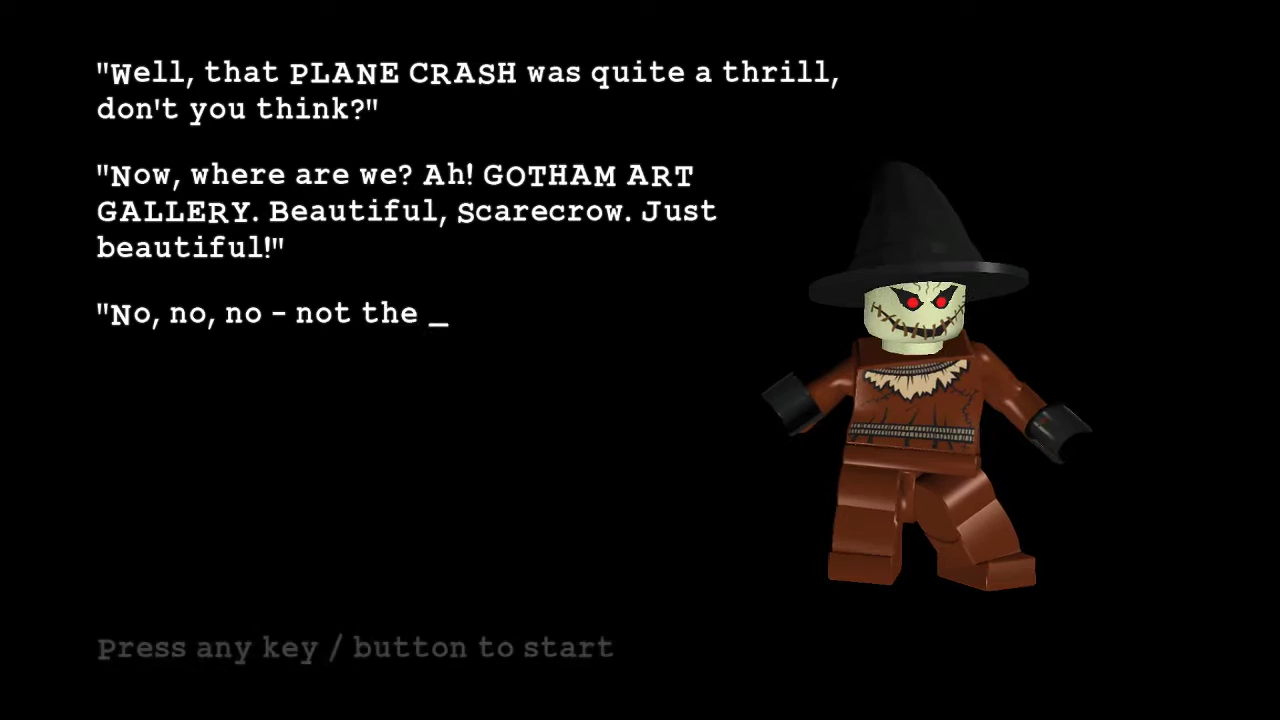 "Well, that PLANE CRASH was quite a thrill,
don't you think?"
"Now, where are we? Ah! GOTHAM ART
GALLERY. Beautiful, Scarecrow. Just
beautiful!"
"No, no, no - not the _
Press any key / button to start